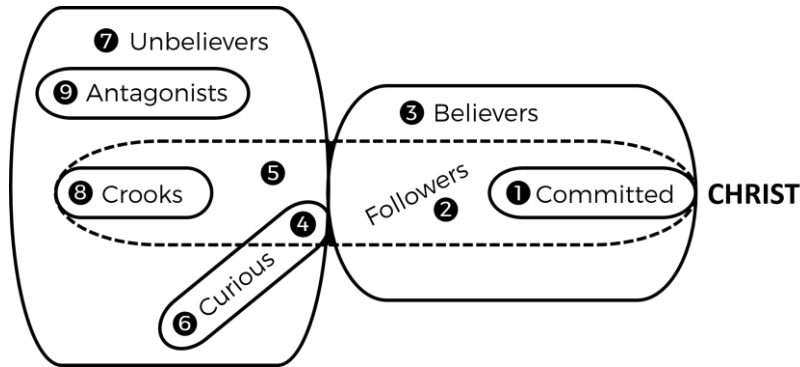 7 Unbelievers
9 Antagonists
3 Believers
5
8 Crooks
Followers
2
1 Committed
CHRIST
4
Curious
6